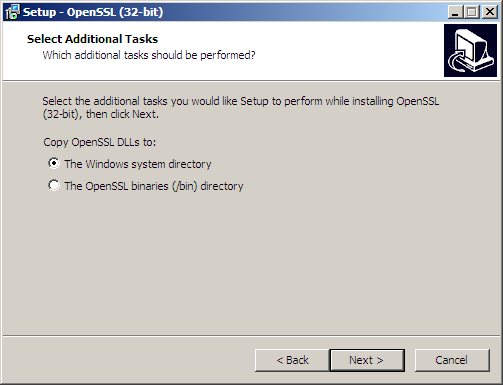 Setup - OpenSSL (32-bit)
Select Additional Tasks
Which additional tasks should be performed?
Select the additional tasks you would like Setup to perform while installing OpenSSL
(32-bit), then click Next.
Copy OpenSSL DLLs to:
The Windows system directory
The OpenSSL binaries (/bin) directory
< Back
Next >
Cancel